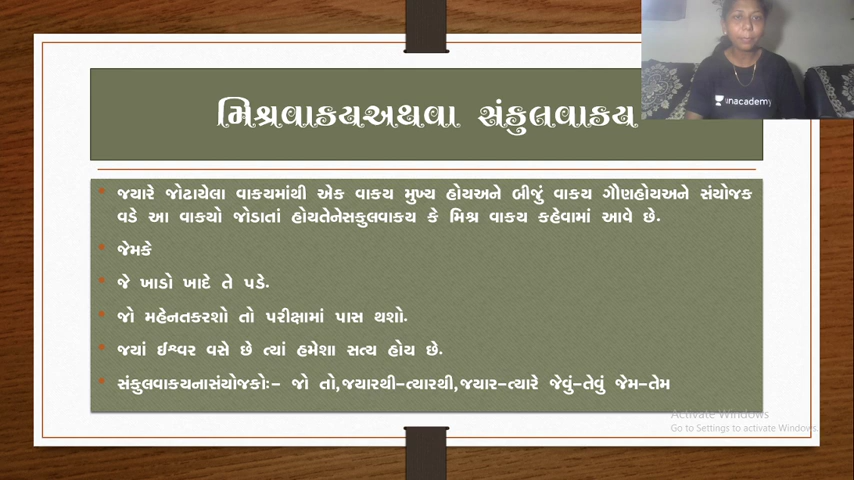 મિશ્રવાકયઅથવા સંકુલવાકય
unacademy
જયારે જોઢાયેલા વાકયમાંથી એક વાકય મુખ્ય હોયઅને બીજું વાકય ગૌણહોયઅને સંયોજક
વડે આ વાકયો જોડાતાં હોયતેનેસકુલવાકય કે મિશ્ર વાકય કહેવામાં આવે છે.
જેમકે
જે ખાડો ખાદે તે પડે.
જો મહેનતકરશો તો પરીક્ષામાં પાસ થશો.
જયાં ઈશ્વર વસે છે ત્યાં હમેશા સત્ય હોય છે.
સંકુલવાકયનાસંયોજકોઃ- જો તો,જયારથી-ત્યારથી,જયાર-ત્યારે જેવું-તેવું જેમ-તેમ
Activate Windows
Go to Settings to activate Windows.